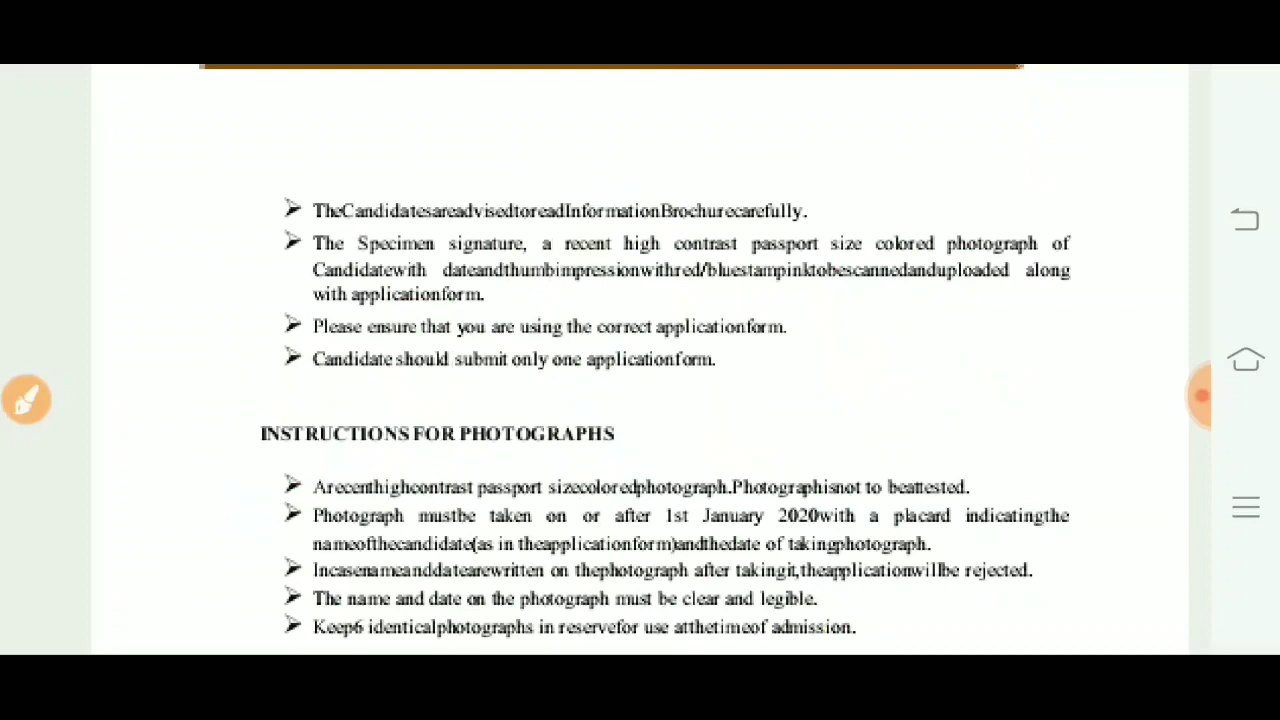 ➢ TheCandidatesareadvisedtoreadInformationBrochurecarefully.
➢ The Specimen signature, a recent high contrast passport size colored photograph of
Candidatewith dateandthumbimpressionwithred/bluestampinktobescannedanduploaded along
with applicationform.
➢ Please ensure that you are using the correct applicationform.
➢ Candidate should submit only one applicationform.
INSTRUCTIONS FOR PHOTOGRAPHS
➢ Arecenthighcontrast passport sizecoloredphotograph.Photographisnot to beattested.
➢ Photograph mustbe taken on or after 1st January 2020with a placard indicatingthe
nameofthecandidate(as in theapplicationform)andthedate of takingphotograph.
➢ Incasenameanddatearewritten on thephotograph after takingit,theapplicationwillbe rejected.
➢ The name and date on the photograph must be clear and legible.
➢ Keep6 identicalphotographs in reservefor use atthetimeof admission.